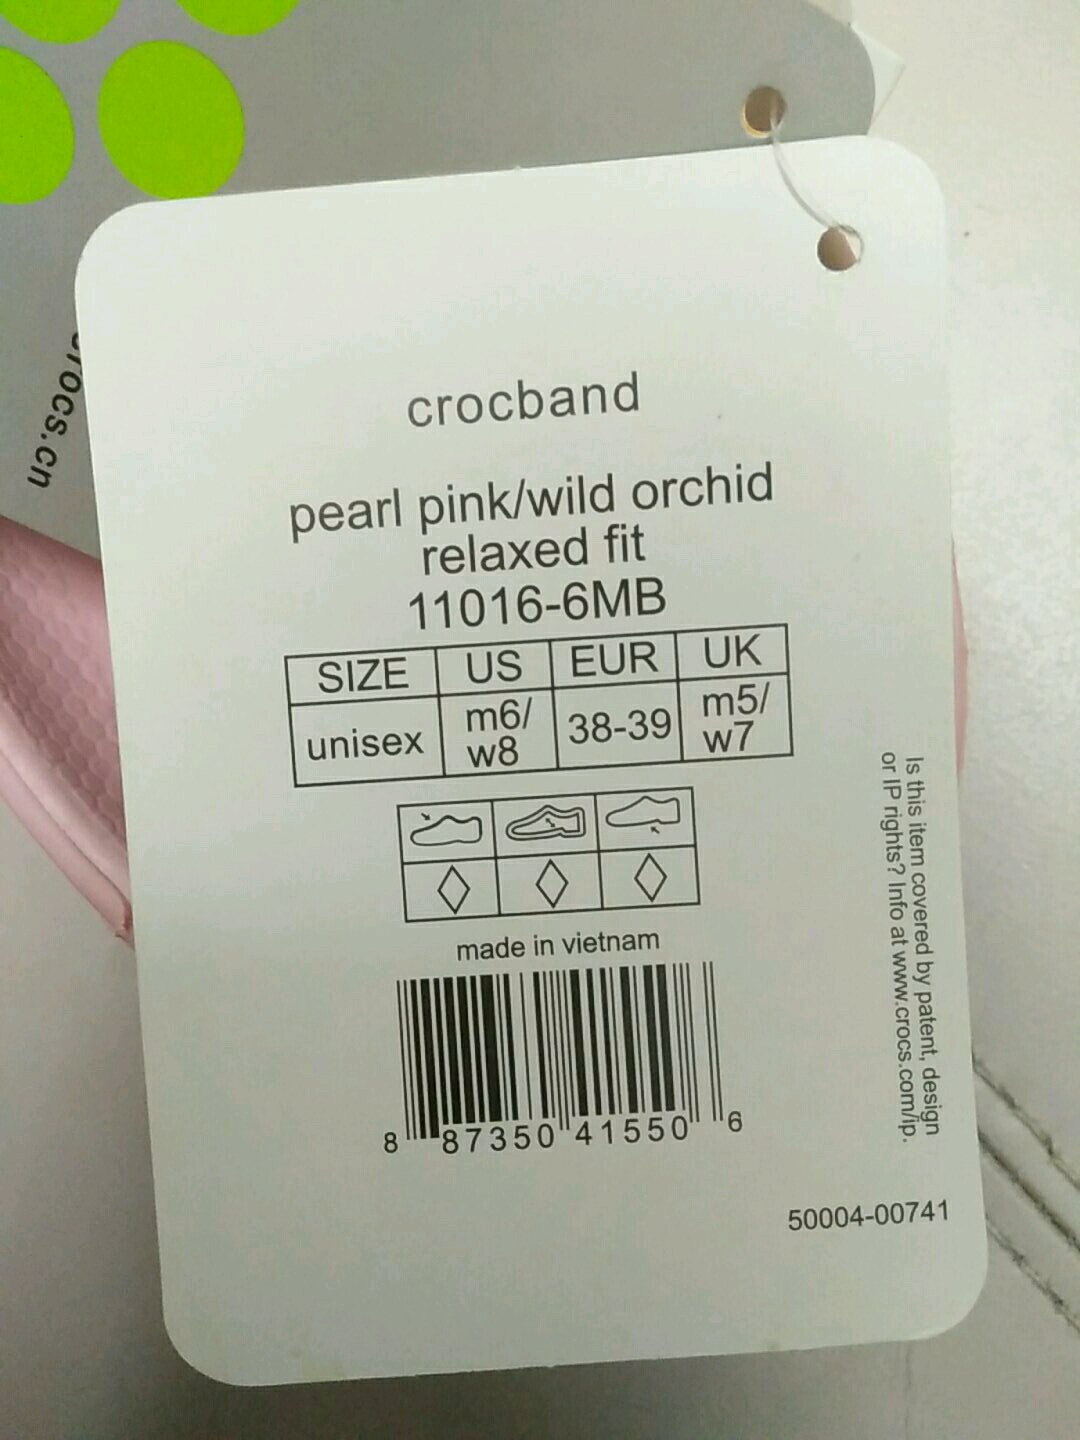 crocs.cn
crocband
pearl pink/wild orchid
relaxed fit
11016-6MB
SIZE US EUR UK
unisex m6/ w8 38-39 m5/ w7
made in vietnam
8 87350 41550 6
Is this item covered by patent, design
or IP rights? Info at www.crocs.com/ip.
50004-00741